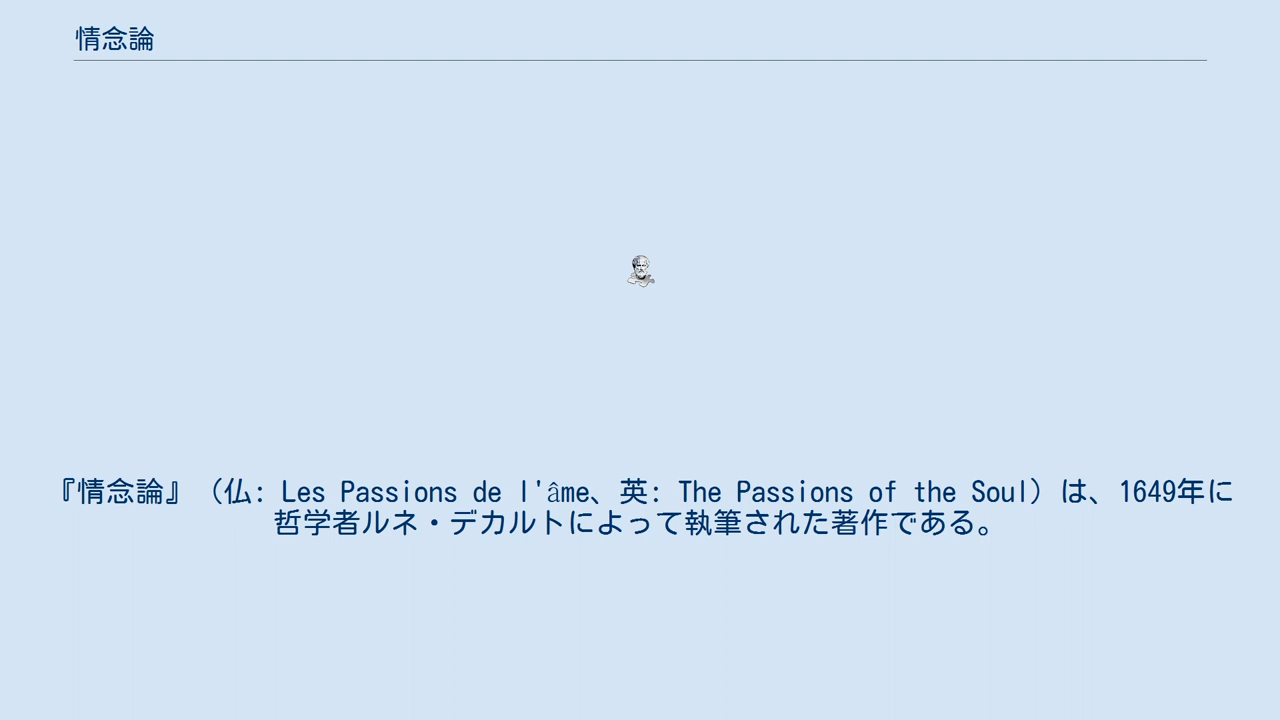 情念論
『情念論』（仏: Les Passions de l'âme、英: The Passions of the Soul）は、1649年に
哲学者ルネ・デカルトによって執筆された著作である。